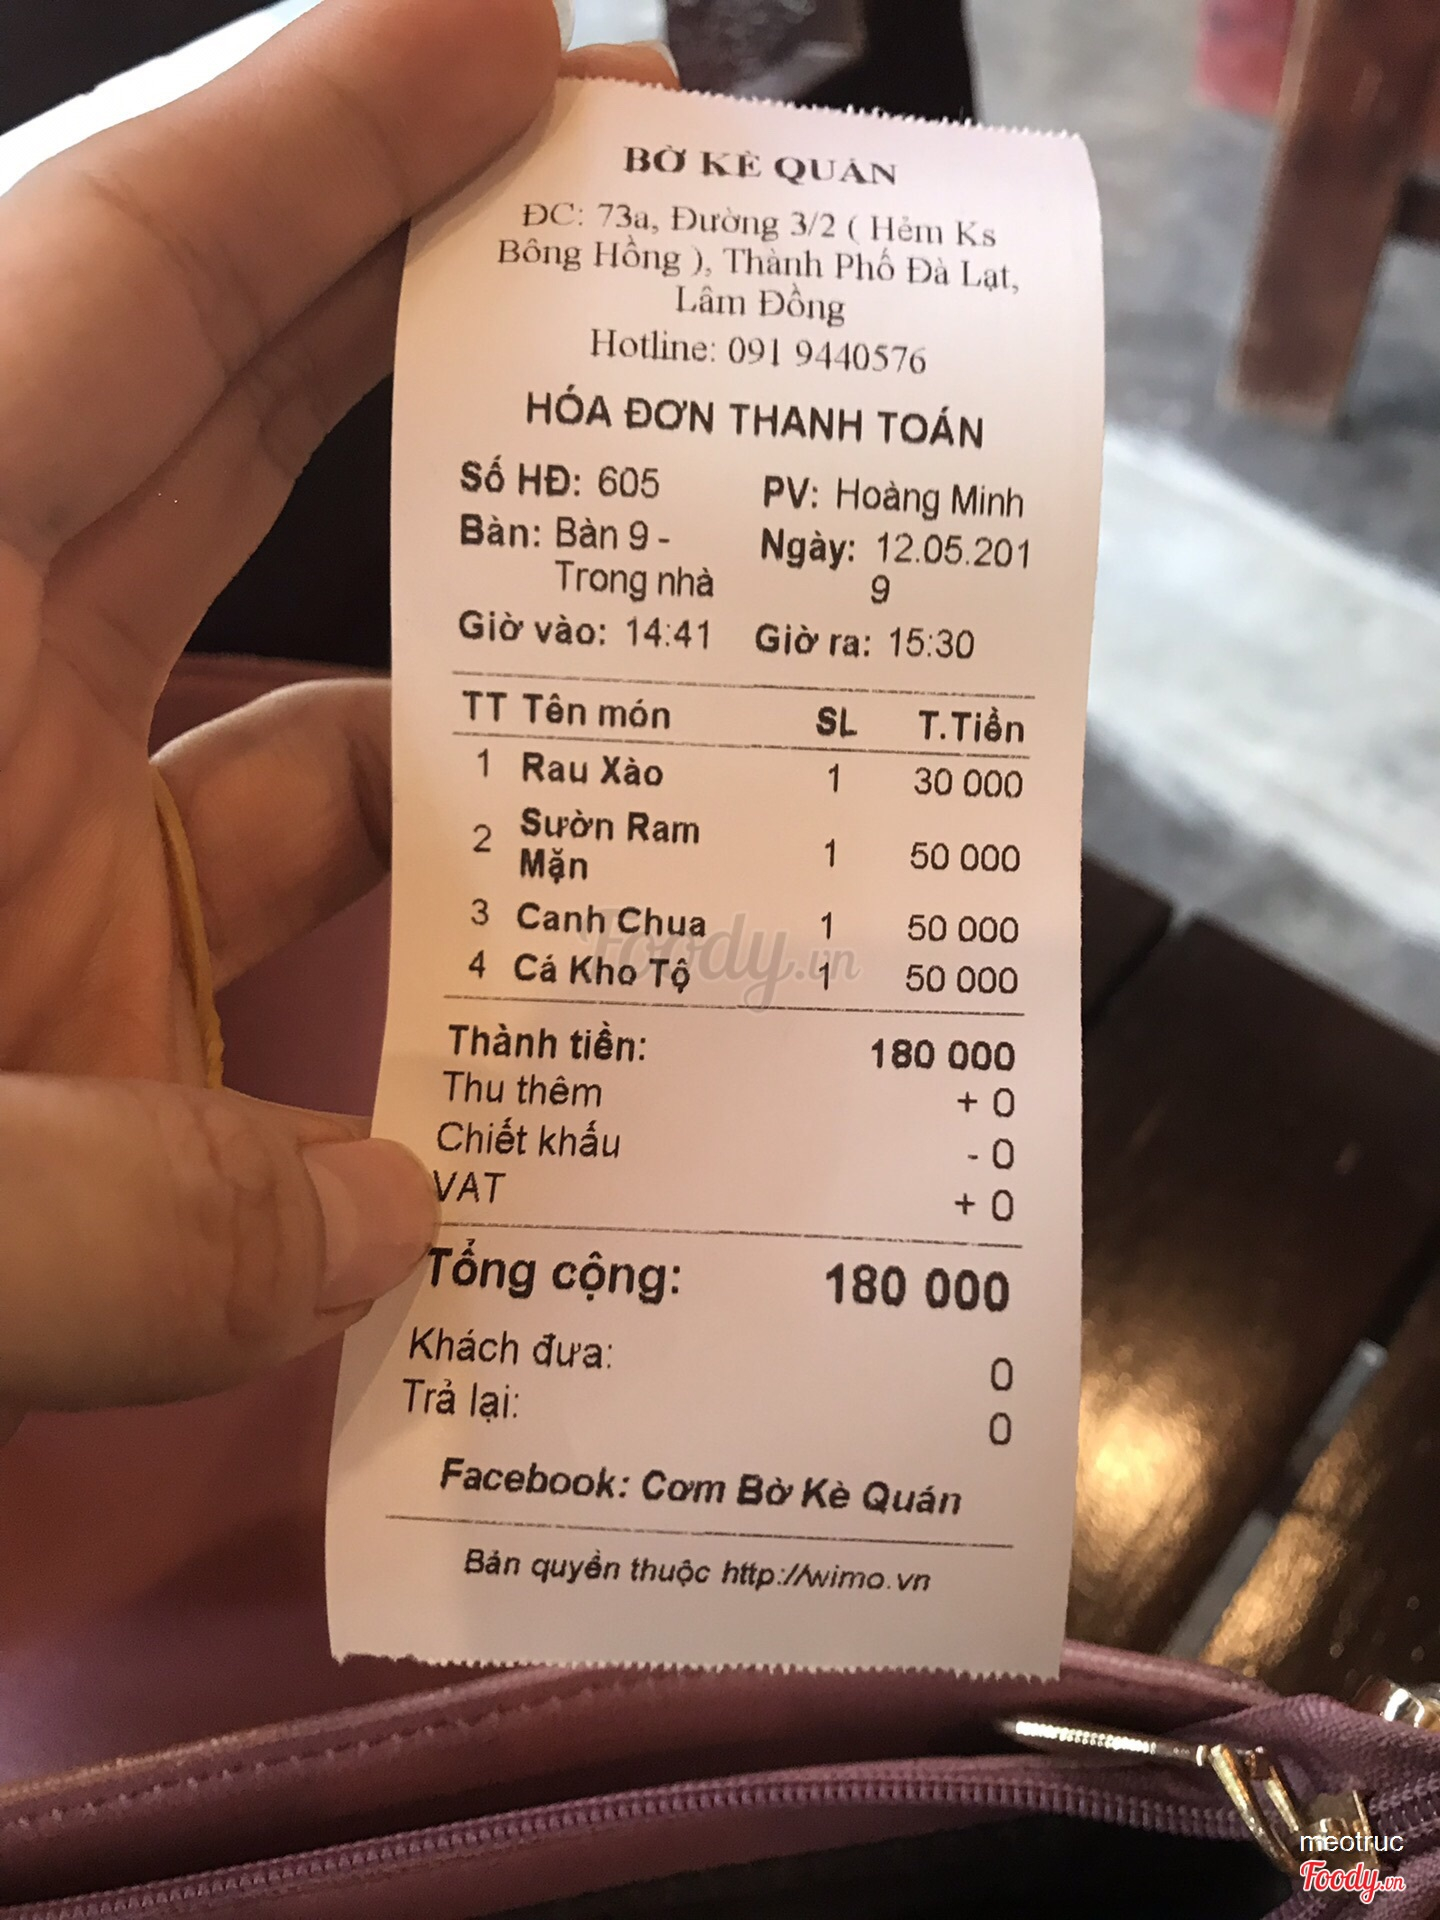 BỜ KÈ QUÁN
ĐC: 73a, Đường 3/2 ( Hẻm Ks
Bông Hồng ), Thành Phố Đà Lạt,
Lâm Đồng
Hotline: 091 9440576
HÓA ĐƠN THANH TOÁN
Số HĐ: 605 PV: Hoàng Minh
Bàn: Bàn 9 - Ngày: 12.05.201
Trong nhà 9
Giờ vào: 14:41 Giờ ra: 15:30
TT Tên món SL T.Tiền
1 Rau Xào 1 30 000
2 Sườn Ram
Mặn 1 50 000
3 Canh Chua 1 50 000
4 Cá Kho Tộ 1 50 000
Foody.vn
Thành tiền: 180 000
Thu thêm + 0
Chiết khấu - 0
VAT + 0
Tổng cộng: 180 000
Khách đưa: 0
Trả lại: 0
Facebook: Cơm Bờ Kè Quán
Bản quyền thuộc http://wimo.vn
meotruc
Foody.vn